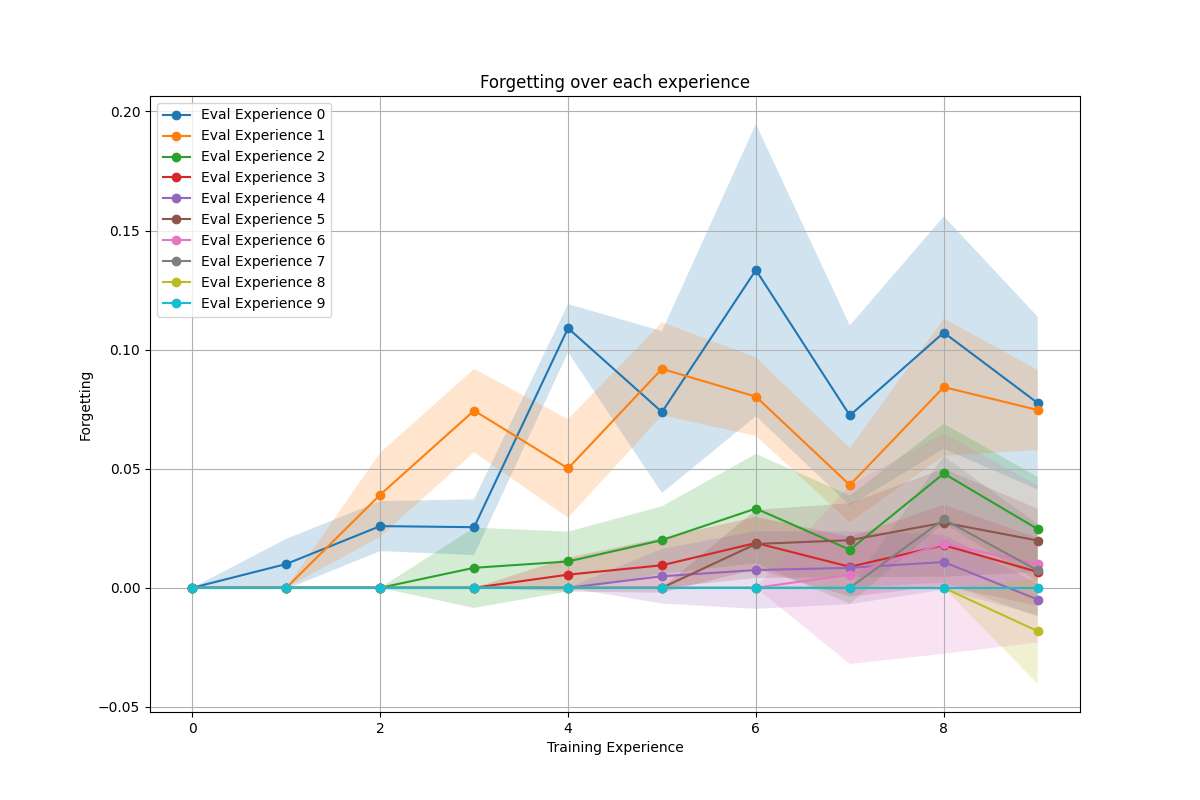 Forgetting over each experience
0.20
0.15
0.10
0.05
0.00
−0.05
Forgetting
Eval Experience 0
Eval Experience 1
Eval Experience 2
Eval Experience 3
Eval Experience 4
Eval Experience 5
Eval Experience 6
Eval Experience 7
Eval Experience 8
Eval Experience 9
0 2 4 6 8
Training Experience